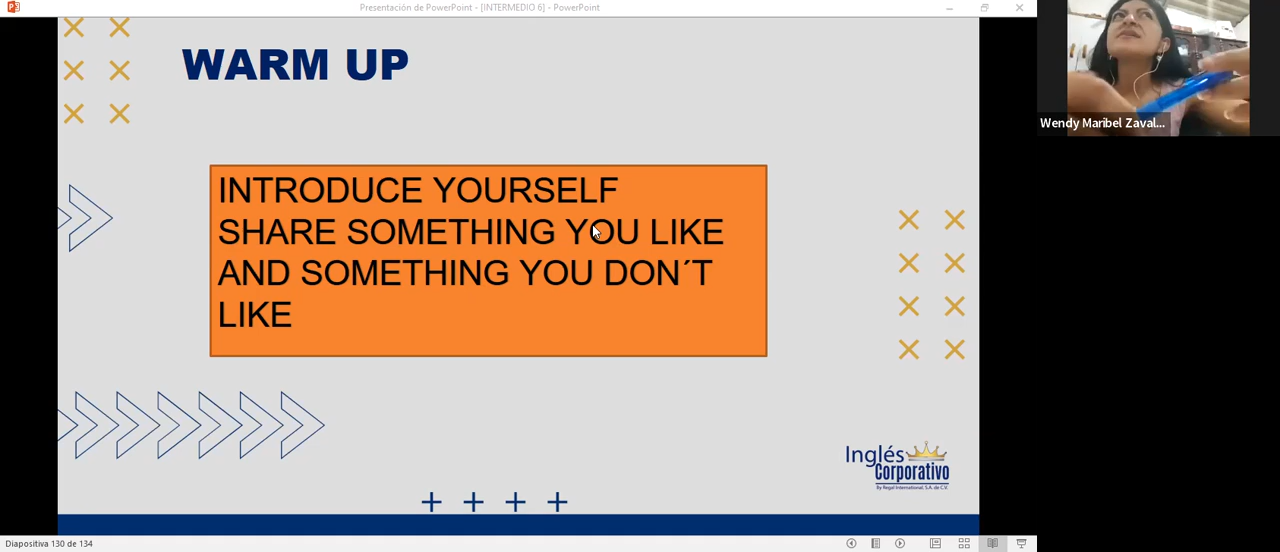 Presentación de PowerPoint - [INTERMEDIO 6] - PowerPoint
WARM UP
INTRODUCE YOURSELF
SHARE SOMETHING YOU LIKE
AND SOMETHING YOU DON´T
LIKE
Wendy Maribel Zaval...
Inglés
Corporativo
By Regal International, S.A. de C.V.
Diapositiva 130 de 134